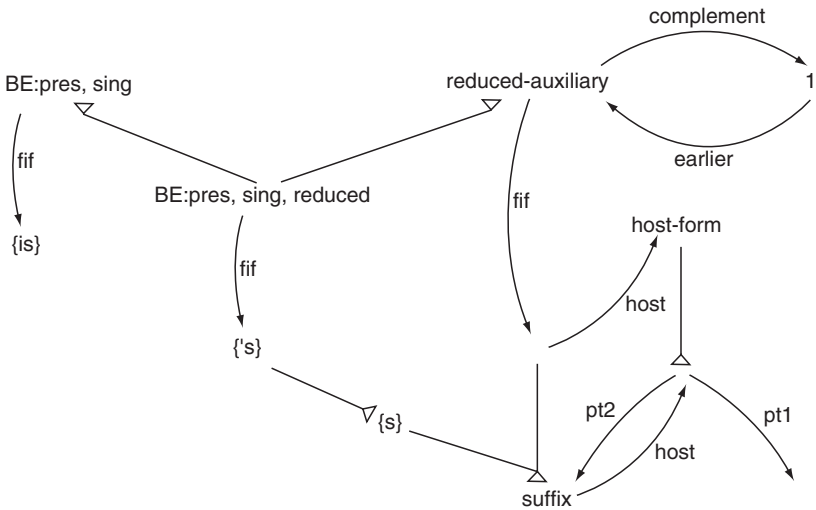 complement
BE:pres, sing
reduced-auxiliary
1
fif
earlier
BE:pres, sing, reduced
fif
host-form
{is}
fif
host
{'s}
pt2
pt1
{s}
host
suffix